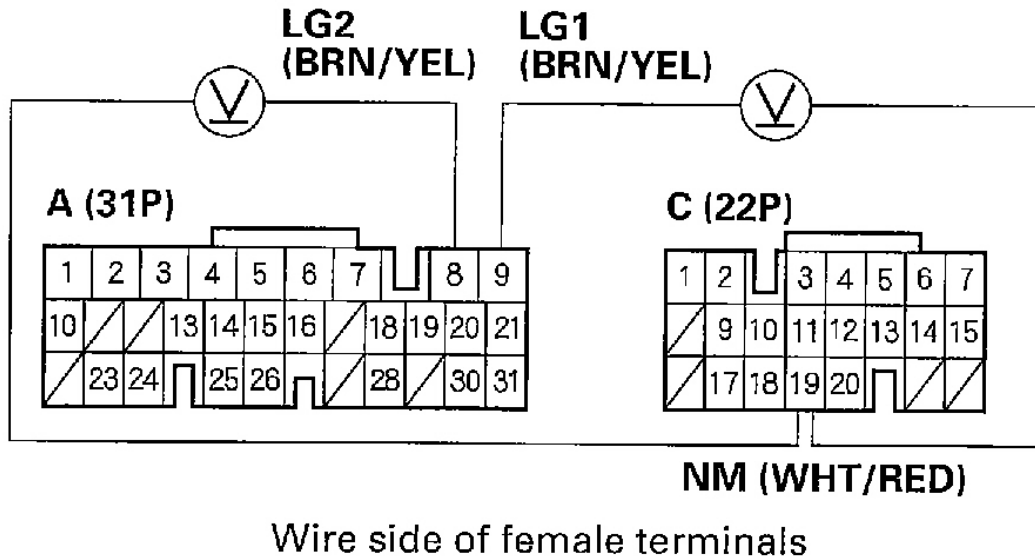 LG2 LG1
(BRN/YEL) (BRN/YEL)
V V
A (31P) C (22P)
1 2 3 4 5 6 7 8 9
10 13 14 15 16 18 19 20 21
23 24 25 26 28 30 31
1 2 3 4 5 6 7
9 10 11 12 13 14 15
17 18 19 20
NM (WHT/RED)
Wire side of female terminals